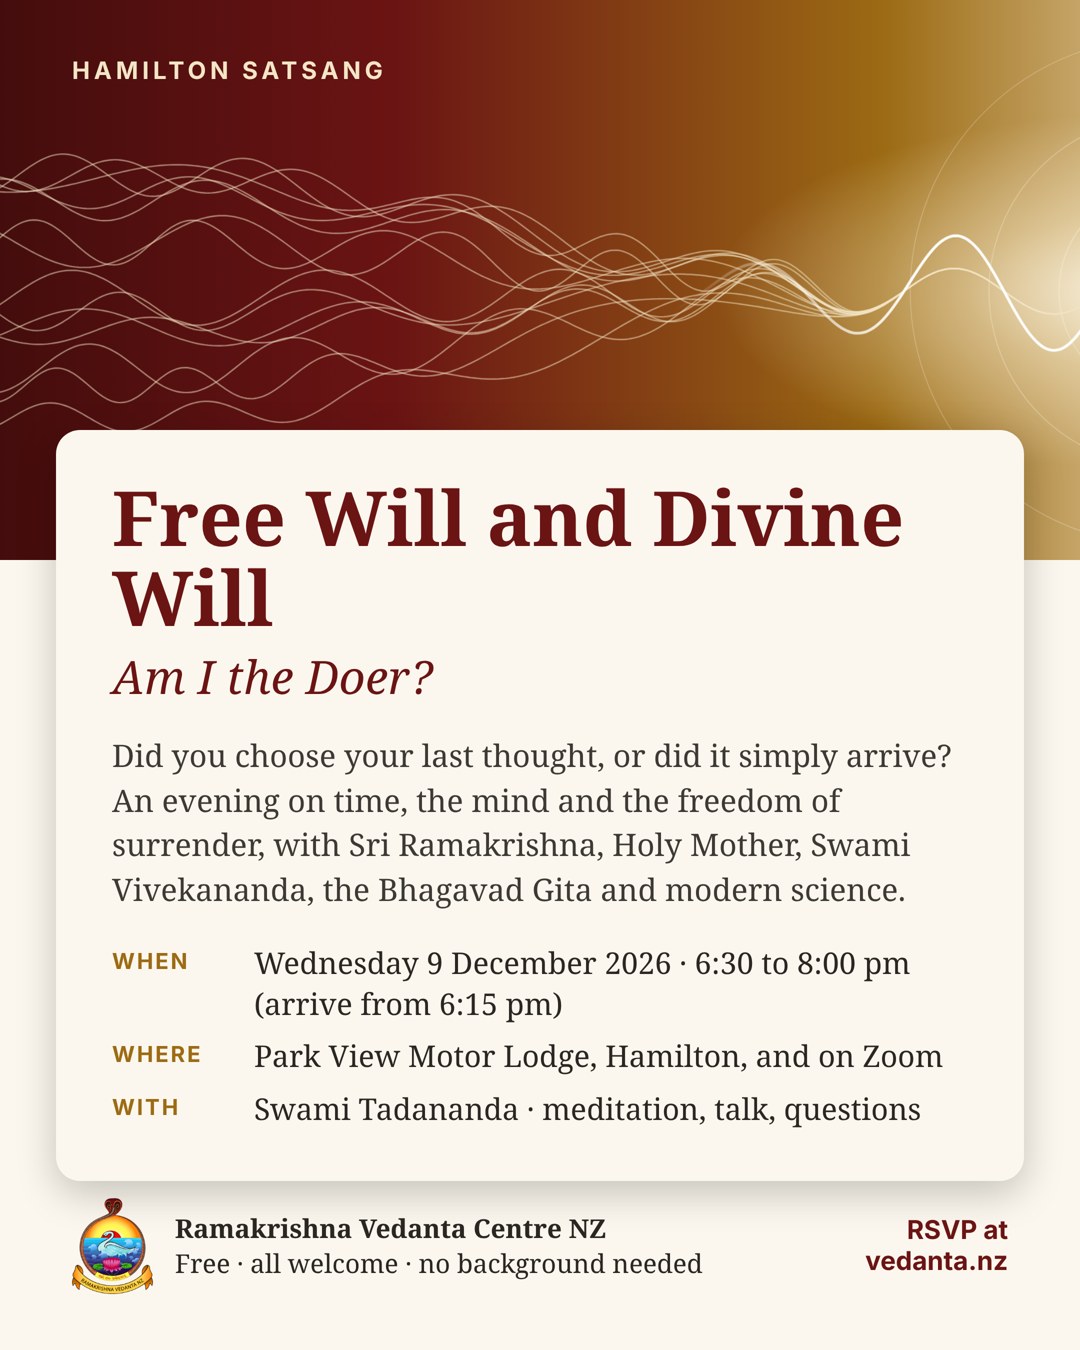 HAMILTON SATSANG
Free Will and Divine
Will
Am I the Doer?
Did you choose your last thought, or did it simply arrive?
An evening on time, the mind and the freedom of
surrender, with Sri Ramakrishna, Holy Mother, Swami
Vivekananda, the Bhagavad Gita and modern science.
WHEN Wednesday 9 December 2026 · 6:30 to 8:00 pm
(arrive from 6:15 pm)
WHERE Park View Motor Lodge, Hamilton, and on Zoom
WITH Swami Tadananda · meditation, talk, questions
RAMAKRISHNA VEDANTA NZ
Ramakrishna Vedanta Centre NZ
Free · all welcome · no background needed
RSVP at
vedanta.nz